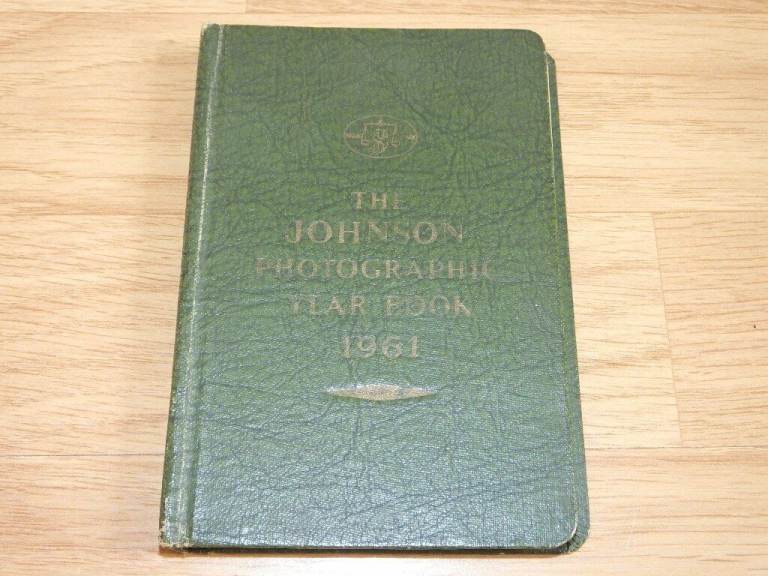 THE
JOHNSON
PHOTOGRAPHIC
YEAR BOOK
1961